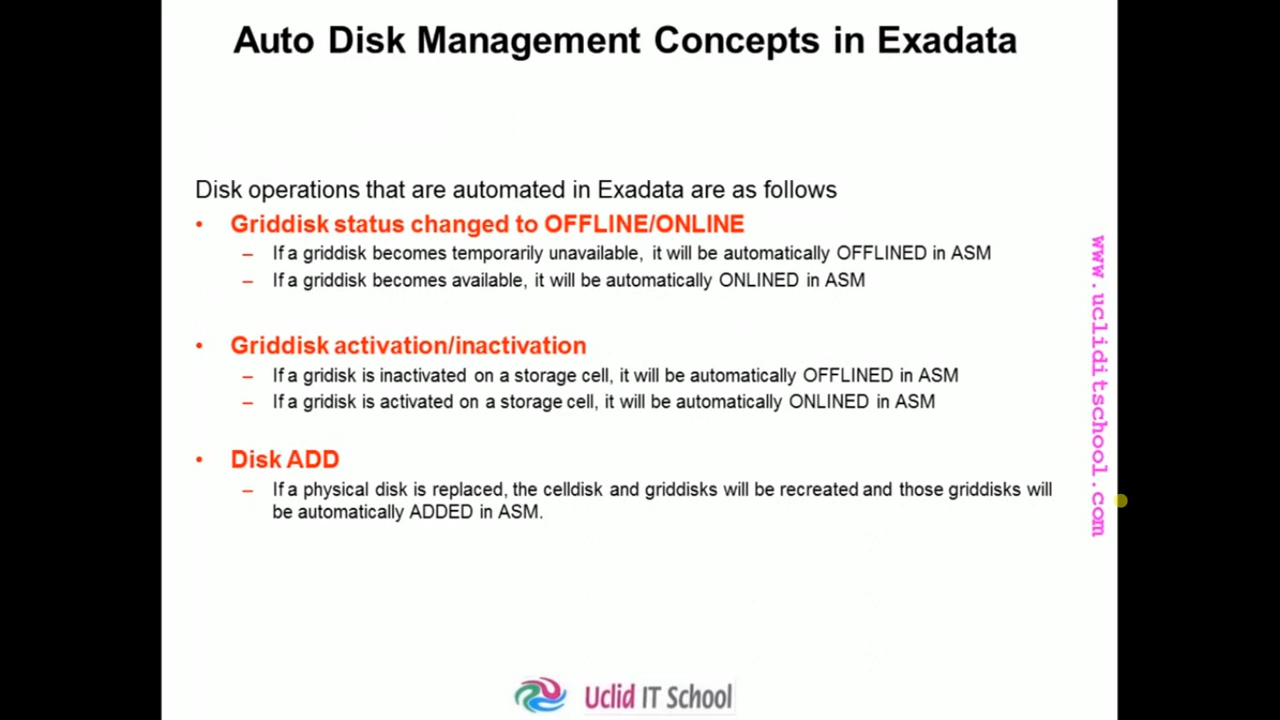 Auto Disk Management Concepts in Exadata
Disk operations that are automated in Exadata are as follows
• Griddisk status changed to OFFLINE/ONLINE
– If a griddisk becomes temporarily unavailable, it will be automatically OFFLINED in ASM
– If a griddisk becomes available, it will be automatically ONLINED in ASM
• Griddisk activation/inactivation
– If a gridisk is inactivated on a storage cell, it will be automatically OFFLINED in ASM
– If a gridisk is activated on a storage cell, it will be automatically ONLINED in ASM
• Disk ADD
– If a physical disk is replaced, the celldisk and griddisks will be recreated and those griddisks will
be automatically ADDED in ASM.
www.ucliditschool.com
Uclid IT School